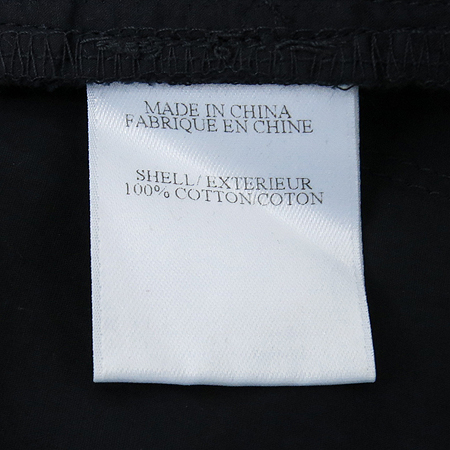 MADE IN CHINA
FABRIQUE EN CHINE
SHELL/ EXTERIEUR
100% COTTON/COTON